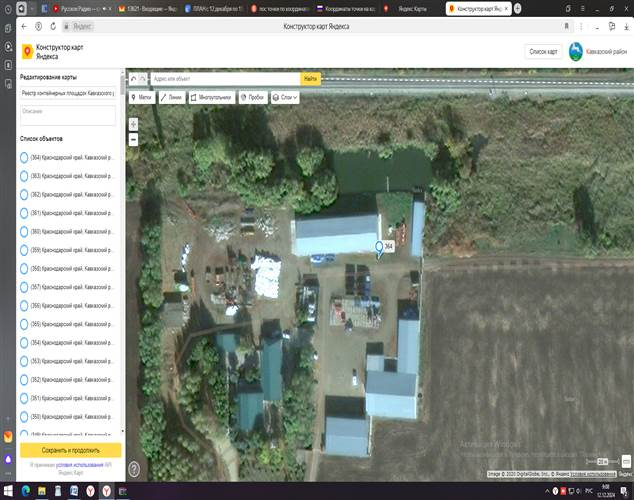 Русское Радио —
53621 - Входящие — Янд
ПЛАН с 12 декабря по 1
пос точки по координат
Координаты точки на ка
Яндекс Карты
Конструктор карт Ян
Яндекс
Конструктор карт Яндекса
Конструктор карт
Яндекса
Список карт
Кавказский район
Редактирование карты
Реестр контейнерных площадок Кавказского р
Описание
Список объектов
(364) Краснодарский край, Кавказский р...
(363) Краснодарский край, Кавказский р...
(362) Краснодарский край, Кавказский р...
(361) Краснодарский край, Кавказский р...
(360) Краснодарский край, Кавказский р...
(359) Краснодарский край, Кавказский р...
(358) Краснодарский край, Кавказский р...
(357) Краснодарский край, Кавказский р...
(356) Краснодарский край, Кавказский р...
(355) Краснодарский край, Кавказский р...
(354) Краснодарский край, Кавказский р...
(353) Краснодарский край, Кавказский р...
(352) Краснодарский край, Кавказский р...
(351) Краснодарский край, Кавказский р...
(350) Краснодарский край, Кавказский р...
Сохранить и продолжить
Я принимаю условия использования API
Яндекс.Карт
Адрес или объект
Найти
Метки
Линии
Многоугольники
Пробки
Слои
364
Активация Windows
20 м
Image © 2020 DigitalGlobe, Inc. © Яндекс Условия использования
РУС
9:08
12.12.2024